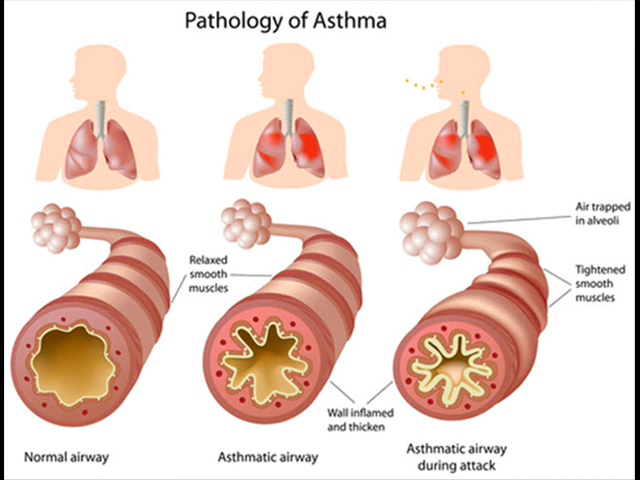 Pathology of Asthma
Air trapped
in alveoli
Relaxed
smooth
muscles
Tightened
smooth
muscles
Wall inflamed
and thicken
Normal airway
Asthmatic airway
Asthmatic airway
during attack